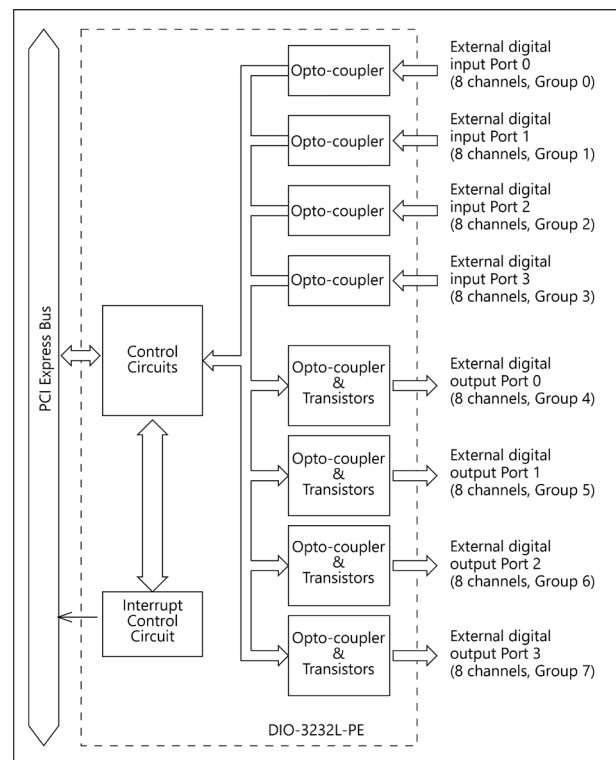 PCI Express Bus
Control
Circuits
Interrupt
Control
Circuit
Opto-coupler
External digital
input Port 0
(8 channels, Group 0)
Opto-coupler
External digital
input Port 1
(8 channels, Group 1)
Opto-coupler
External digital
input Port 2
(8 channels, Group 2)
Opto-coupler
External digital
input Port 3
(8 channels, Group 3)
Opto-coupler
&
Transistors
External digital
output Port 0
(8 channels, Group 4)
Opto-coupler
&
Transistors
External digital
output Port 1
(8 channels, Group 5)
Opto-coupler
&
Transistors
External digital
output Port 2
(8 channels, Group 6)
Opto-coupler
&
Transistors
External digital
output Port 3
(8 channels, Group 7)
DIO-3232L-PE